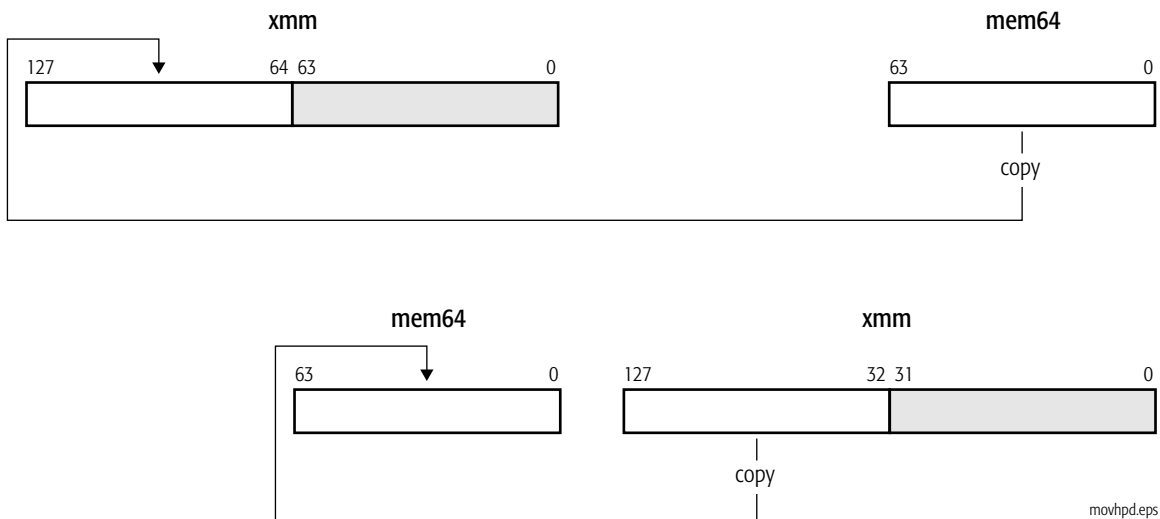 xmm mem64
127 64 63 0 63 0
copy
mem64 xmm
63 0 127 32 31 0
copy
movhpd.eps